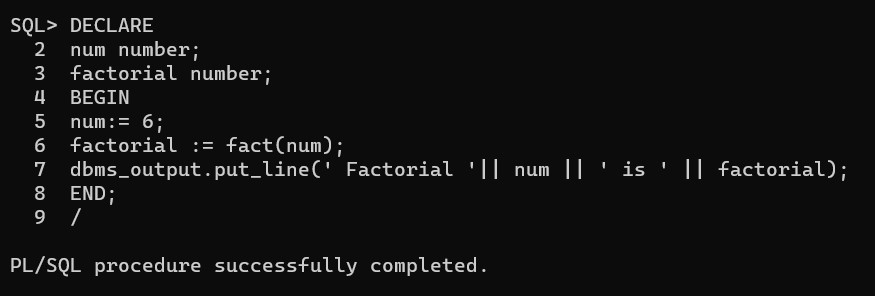 SQL> DECLARE
  2  num number;
  3  factorial number;
  4  BEGIN
  5  num:= 6;
  6  factorial := fact(num);
  7  dbms_output.put_line(' Factorial '|| num || ' is ' || factorial);
  8  END;
  9  /
PL/SQL procedure successfully completed.